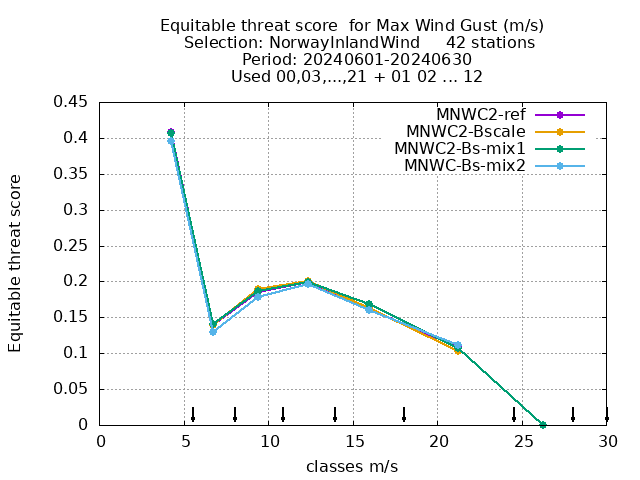 Equitable threat score  for Max Wind Gust (m/s)
Selection: NorwayInlandWind     42 stations
Period: 20240601-20240630
Used 00,03,...,21 + 01 02 ... 12
MNWC2-ref
MNWC2-Bscale
MNWC2-Bs-mix1
MNWC-Bs-mix2
Equitable threat score
0.45
0.4
0.35
0.3
0.25
0.2
0.15
0.1
0.05
0
0 5 10 15 20 25 30
classes m/s